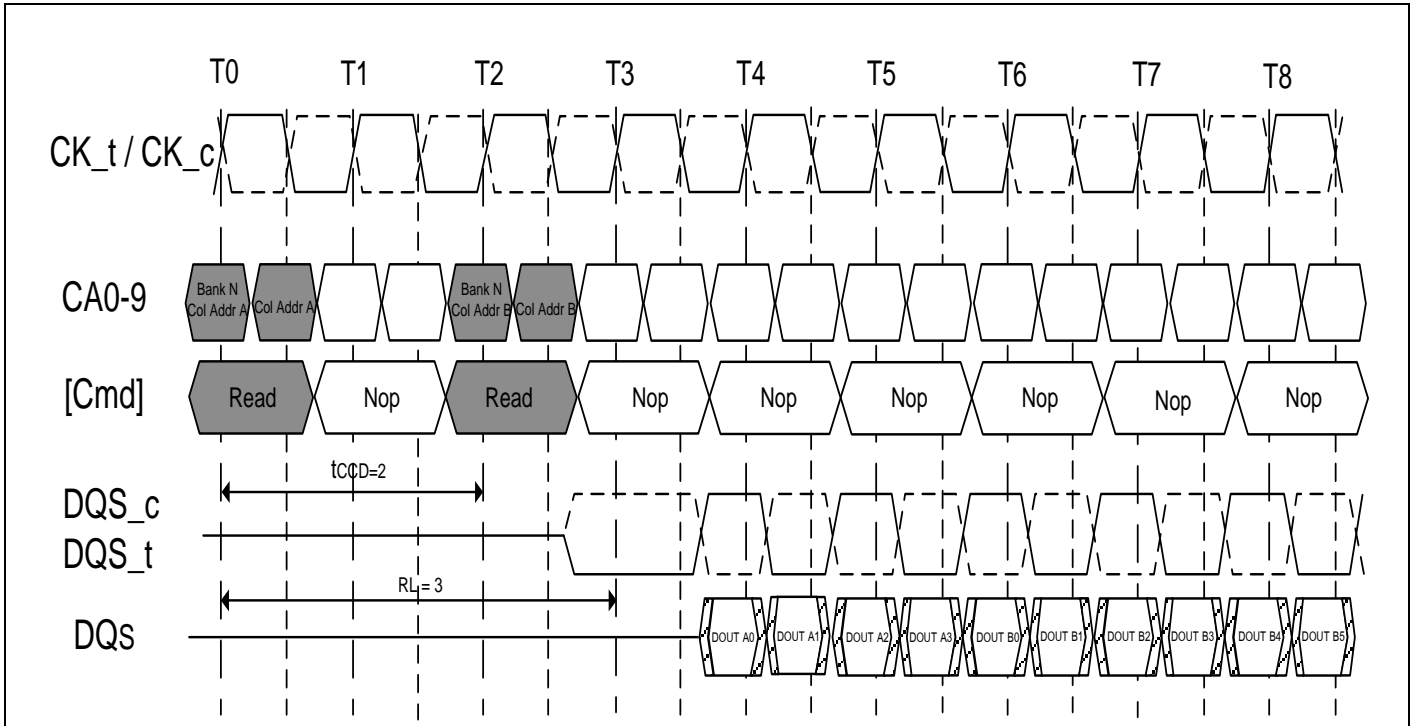 T0 T1 T2 T3 T4 T5 T6 T7 T8
CK_t / CK_c
CA0-9
Bank N
Col Addr A
Col Addr A
Bank N
Col Addr B
Col Addr B
[Cmd]
Read Nop Read Nop Nop Nop Nop Nop Nop
tCCD=2
DQS_c
DQS_t
RL = 3
DQs
DOUT A0 DOUT A1 DOUT A2 DOUT A3 DOUT B0 DOUT B1 DOUT B2 DOUT B3 DOUT B4 DOUT B5